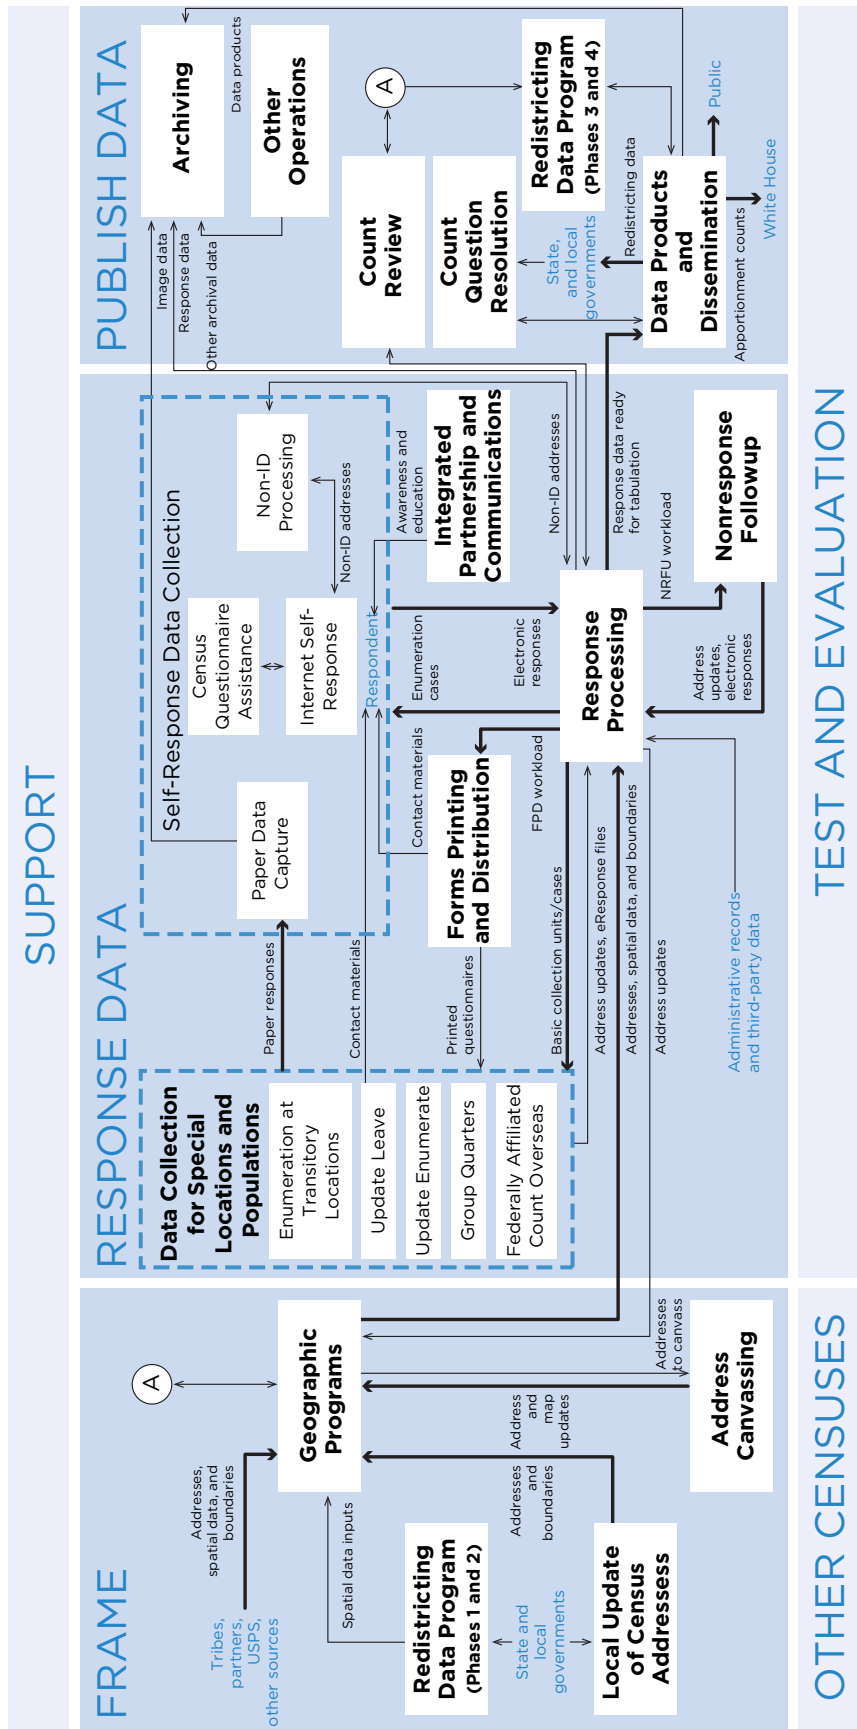 SUPPORT
FRAME
Tribes,
partners,
USPS,
other sources
Addresses,
spatial data, and
boundaries
A
Geographic
Programs
Spatial data inputs
Redistricting
Data Program
(Phases 1 and 2)
State and
local
governments
Local Update
of Census
Addressess
Addresses
and
boundaries
Address
and
map
updates
Addresses
to canvass
Address
Canvassing
RESPONSE DATA
Data Collection
for Special
Locations and
Populations
Enumeration at
Transitory
Locations
Update Leave
Update Enumerate
Group Quarters
Federally Affiliated
Count Overseas
Paper responses
Contact materials
Printed
questionnaires
Basic collection units/cases
Address updates, eResponse files
Addresses, spatial data, and boundaries
Address updates
Administrative records
and third-party data
Self-Response Data Collection
Paper Data
Capture
Census
Questionnaire
Assistance
Internet Self-
Response
Non-ID
Processing
Non-ID addresses
Respondent
Contact materials
Enumeration
cases
Awareness and
education
Forms Printing
and Distribution
FPD workload
Integrated
Partnership and
Communications
Electronic
responses
Non-ID addresses
Response
Processing
Response data ready
for tabulation
NRFU workload
Address
updates,
electronic
responses
Nonresponse
Followup
PUBLISH DATA
Image data
Response data
Other archival data
Archiving
Data products
Other
Operations
A
Count
Review
Count
Question
Resolution
Redistricting
Data Program
(Phases 3 and 4)
State,
and local
governments
Redistricting data
Data Products
and
Dissemination
Apportionment counts
Public
White House
OTHER CENSUSES
TEST AND EVALUATION